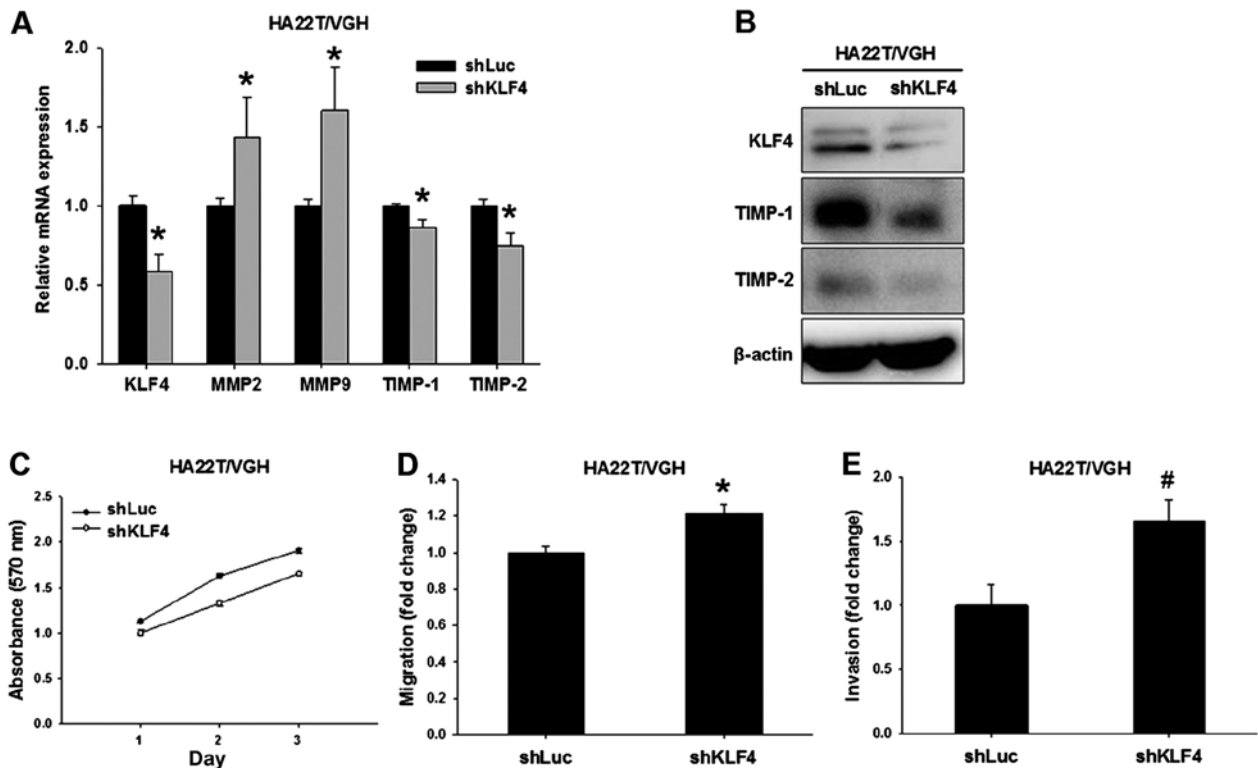 A
HA22T/VGH
Relative mRNA expression
2.0
1.5
1.0
0.5
0.0
shLuc
shKLF4
*
*
*
*
*
KLF4 MMP2 MMP9 TIMP-1 TIMP-2
B
HA22T/VGH
shLuc shKLF4
KLF4
TIMP-1
TIMP-2
β-actin
C
HA22T/VGH
Absorbance (570 nm)
2.5
2.0
1.5
1.0
0.5
0.0
shLuc
shKLF4
1 2 3
Day
D
HA22T/VGH
Migration (fold change)
1.4
1.2
1.0
0.8
0.6
0.4
0.2
0.0
*
shLuc shKLF4
E
HA22T/VGH
Invasion (fold change)
2.0
1.5
1.0
0.5
0.0
#
shLuc shKLF4